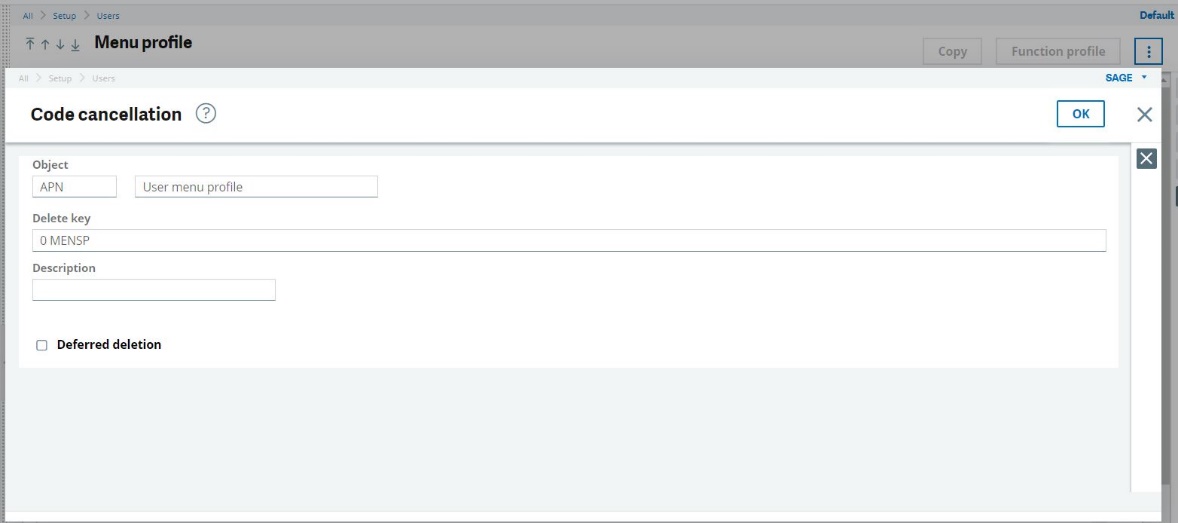 All > Setup > Users
Default
Menu profile
Copy
Function profile
All > Setup > Users
SAGE
Code cancellation ?
OK
Object
APN
User menu profile
Delete key
0 MENSP
Description
Deferred deletion